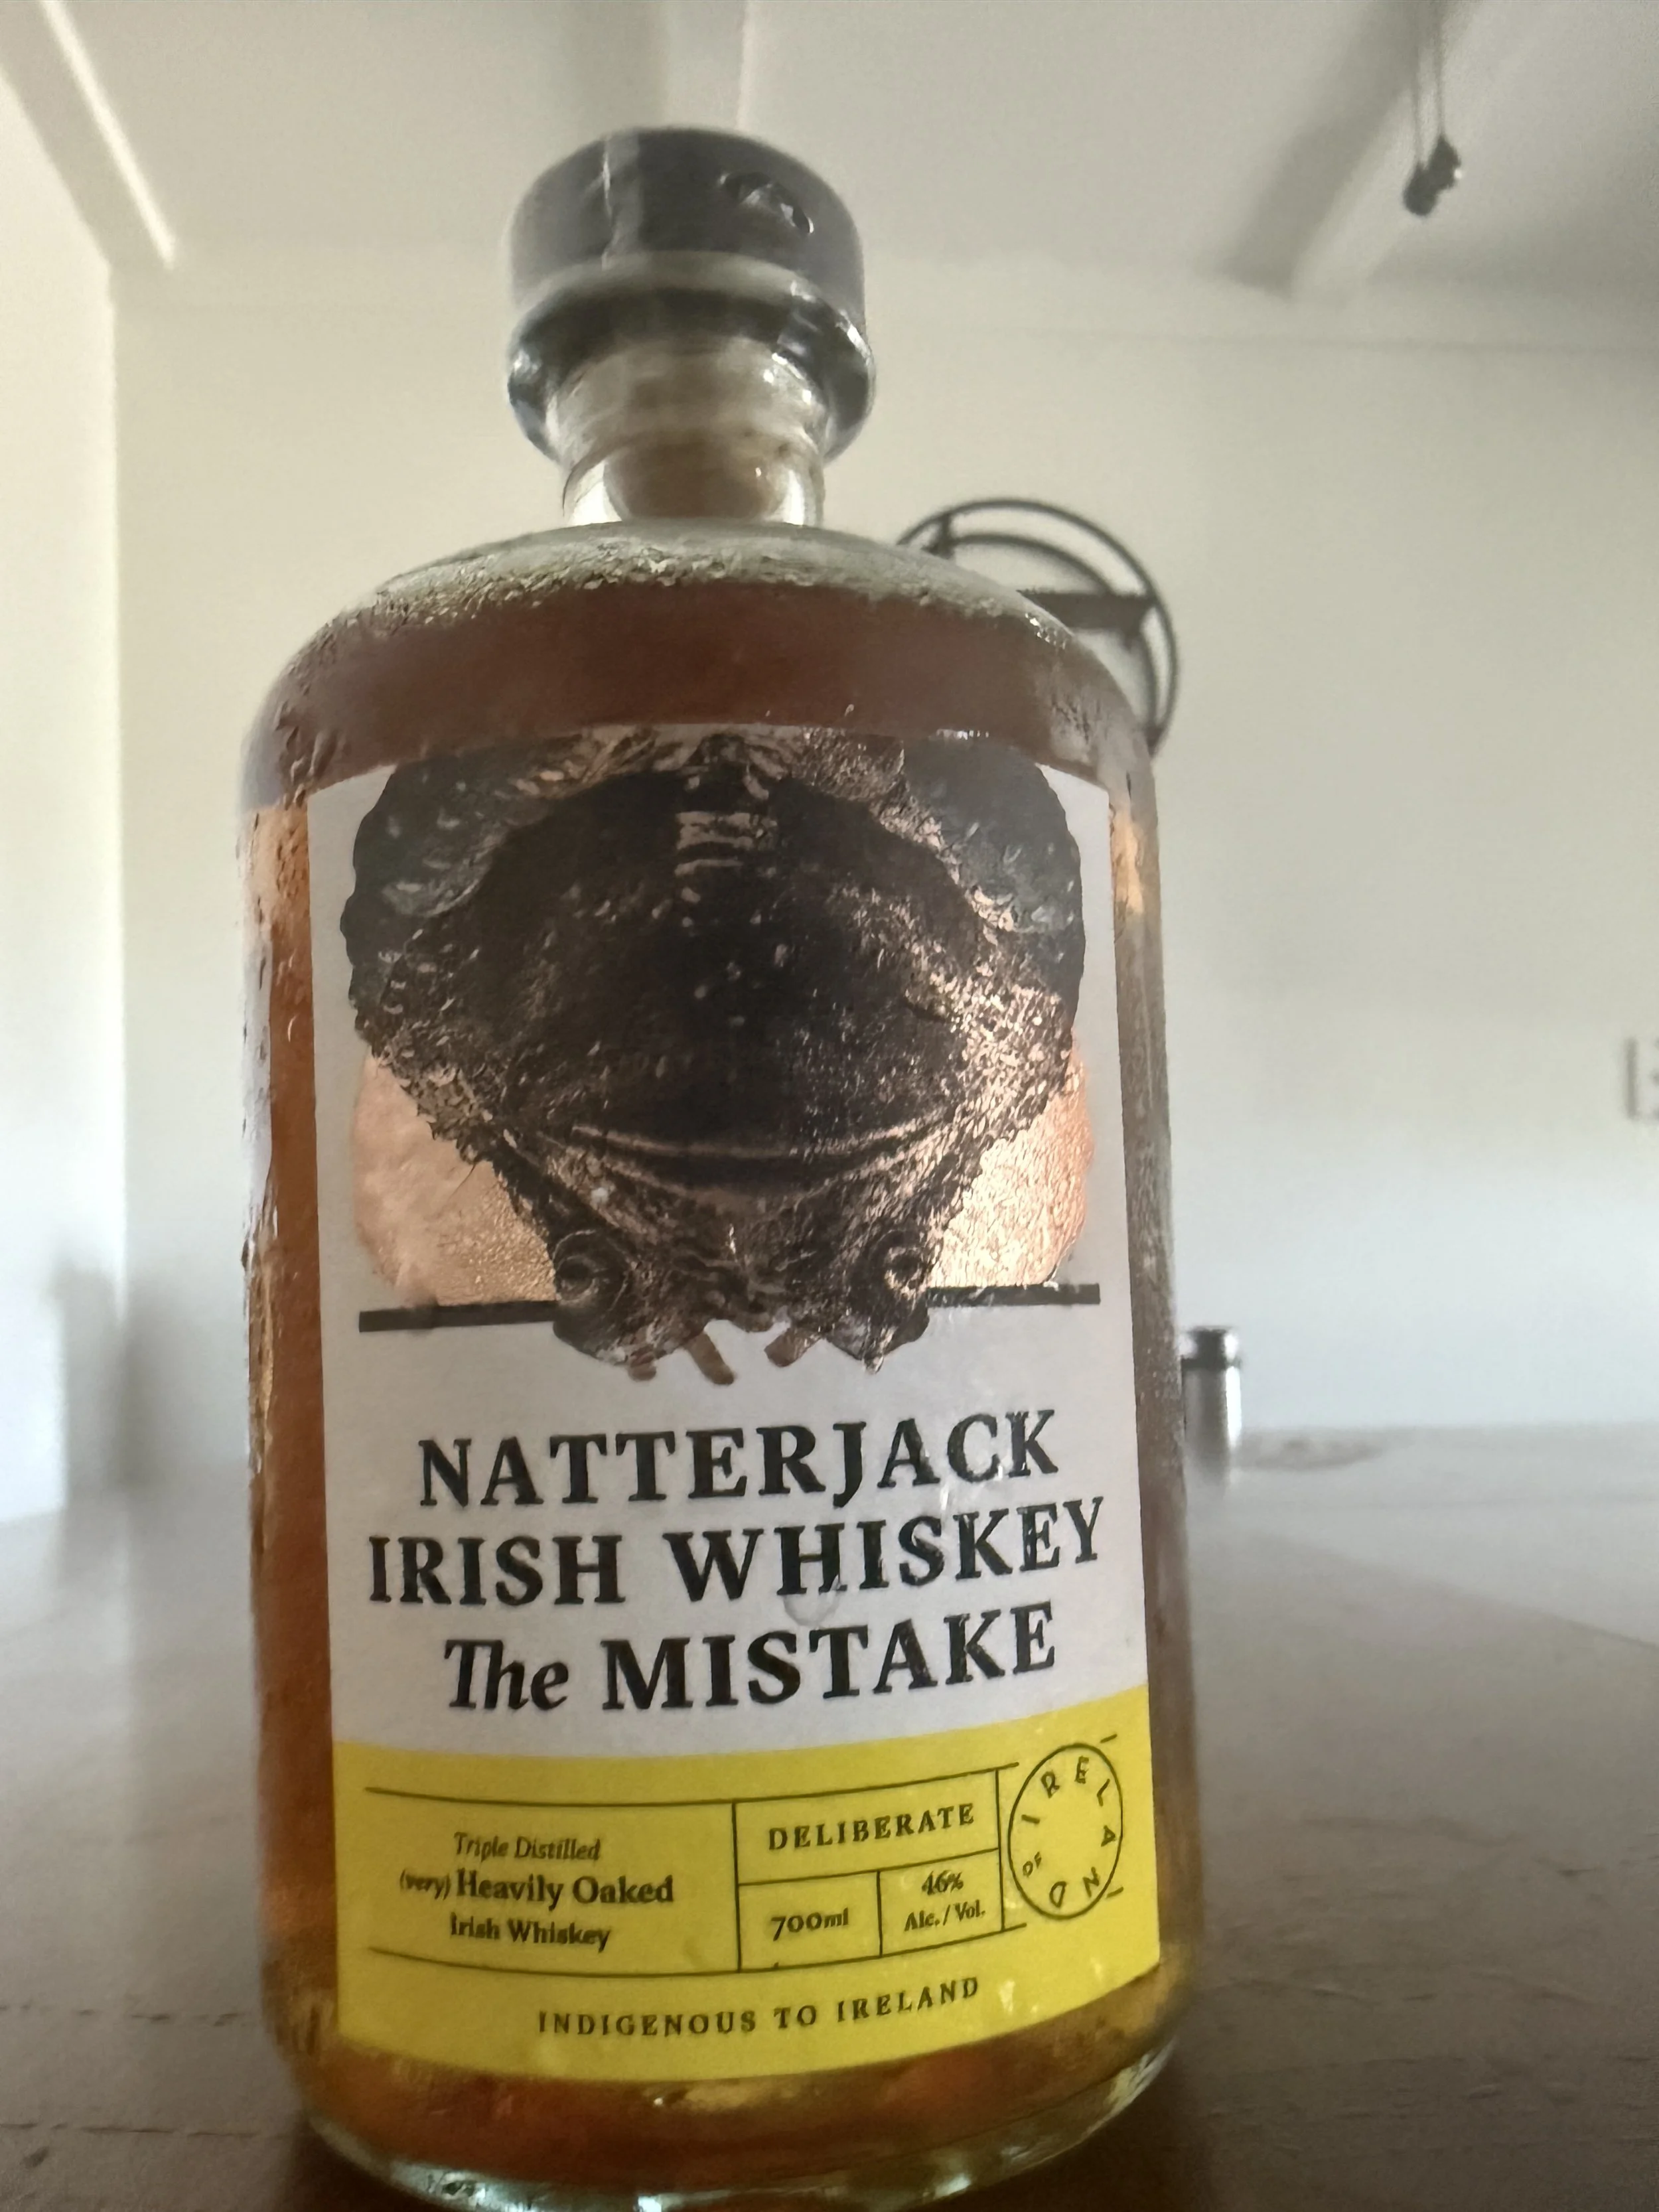 NATTERJACK
IRISH WHISKEY
The MISTAKE
Triple Distilled
(very) Heavily Oaked
Irish Whiskey
DELIBERATE
700ml
46%
Alc./Vol.
OF IRELAND
INDIGENOUS TO IRELAND